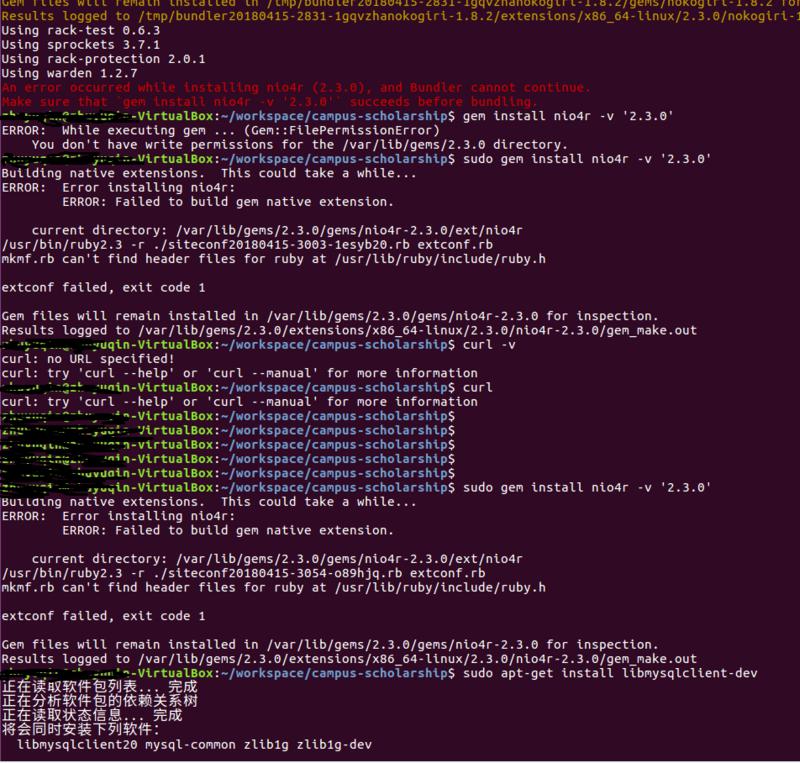 Gem files will remain installed in /tmp/bundler20180415-2831-1gqvzhanokogiri-1.8.2/gems/nokogiri-1.8.2 for
Results logged to /tmp/bundler20180415-2831-1gqvzhanokogiri-1.8.2/extensions/x86_64-linux/2.3.0/nokogiri-1
Using rack-test 0.6.3
Using sprockets 3.7.1
Using rack-protection 2.0.1
Using warden 1.2.7
An error occurred while installing nio4r (2.3.0), and Bundler cannot continue.
Make sure that `gem install nio4r -v '2.3.0'` succeeds before bundling.
-VirtualBox:~/workspace/campus-scholarship$ gem install nio4r -v '2.3.0'
ERROR:  While executing gem ... (Gem::FilePermissionError)
    You don't have write permissions for the /var/lib/gems/2.3.0 directory.
-VirtualBox:~/workspace/campus-scholarship$ sudo gem install nio4r -v '2.3.0'
Building native extensions.  This could take a while...
ERROR:  Error installing nio4r:
        ERROR: Failed to build gem native extension.
    current directory: /var/lib/gems/2.3.0/gems/nio4r-2.3.0/ext/nio4r
/usr/bin/ruby2.3 -r ./siteconf20180415-3003-1esyb20.rb extconf.rb
mkmf.rb can't find header files for ruby at /usr/lib/ruby/include/ruby.h
extconf failed, exit code 1
Gem files will remain installed in /var/lib/gems/2.3.0/gems/nio4r-2.3.0 for inspection.
Results logged to /var/lib/gems/2.3.0/extensions/x86_64-linux/2.3.0/nio4r-2.3.0/gem_make.out
-VirtualBox:~/workspace/campus-scholarship$ curl -v
curl: no URL specified!
curl: try 'curl --help' or 'curl --manual' for more information
-VirtualBox:~/workspace/campus-scholarship$ curl
curl: try 'curl --help' or 'curl --manual' for more information
-VirtualBox:~/workspace/campus-scholarship$
-VirtualBox:~/workspace/campus-scholarship$
-VirtualBox:~/workspace/campus-scholarship$
-VirtualBox:~/workspace/campus-scholarship$
-VirtualBox:~/workspace/campus-scholarship$
-VirtualBox:~/workspace/campus-scholarship$ sudo gem install nio4r -v '2.3.0'
Building native extensions.  This could take a while...
ERROR:  Error installing nio4r:
        ERROR: Failed to build gem native extension.
    current directory: /var/lib/gems/2.3.0/gems/nio4r-2.3.0/ext/nio4r
/usr/bin/ruby2.3 -r ./siteconf20180415-3054-o89hjq.rb extconf.rb
mkmf.rb can't find header files for ruby at /usr/lib/ruby/include/ruby.h
extconf failed, exit code 1
Gem files will remain installed in /var/lib/gems/2.3.0/gems/nio4r-2.3.0 for inspection.
Results logged to /var/lib/gems/2.3.0/extensions/x86_64-linux/2.3.0/nio4r-2.3.0/gem_make.out
-VirtualBox:~/workspace/campus-scholarship$ sudo apt-get install libmysqlclient-dev
正在读取软件包列表... 完成
正在分析软件包的依赖关系树
正在读取状态信息... 完成
将会同时安装下列软件：
  libmysqlclient20 mysql-common zlib1g zlib1g-dev